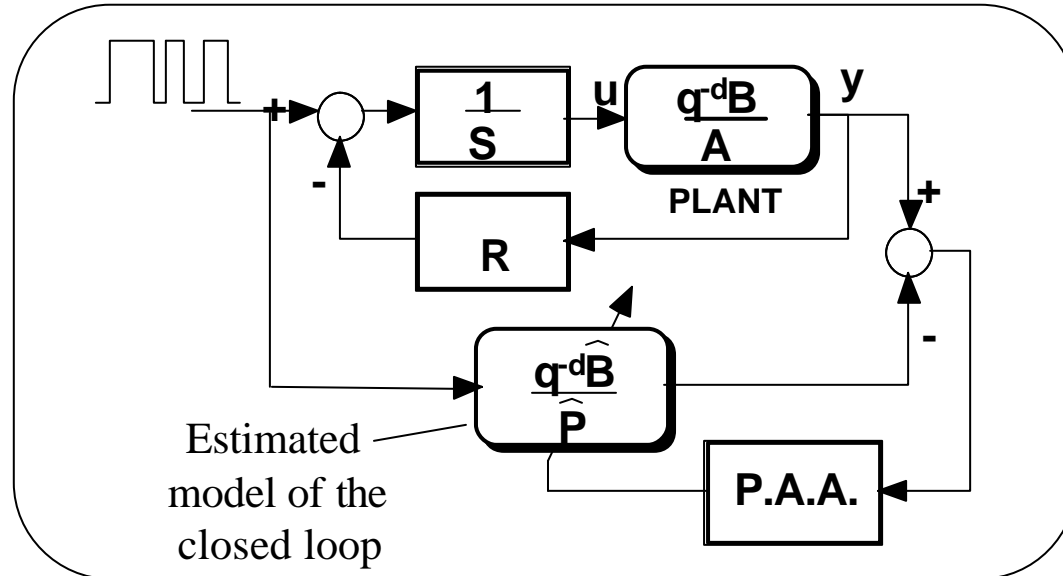 +
1
S
u
q-dB
A
y
PLANT
-
R
+
-
q-dB̂
P̂
Estimated
model of the
closed loop
P.A.A.